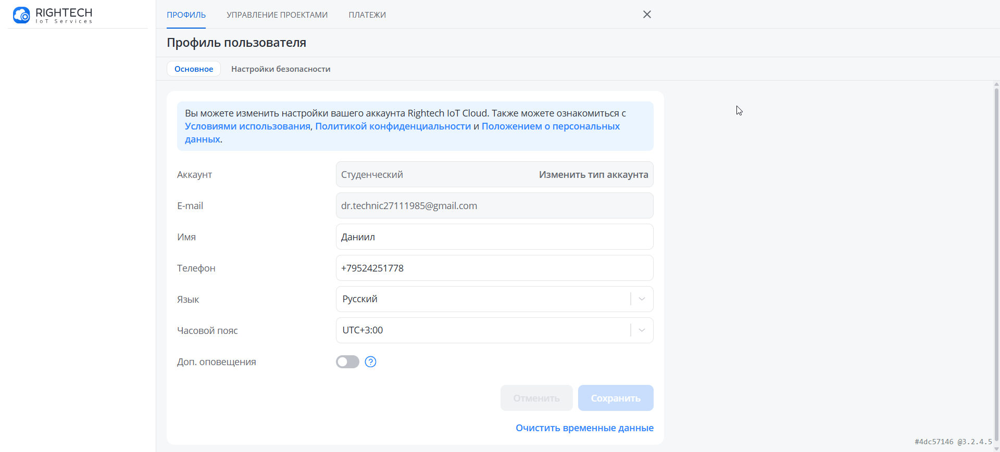 RIGHTECH
IoT Services
ПРОФИЛЬ
УПРАВЛЕНИЕ ПРОЕКТАМИ
ПЛАТЕЖИ
Профиль пользователя
Основное
Настройки безопасности
Вы можете изменить настройки вашего аккаунта Rightech IoT Cloud. Также можете ознакомиться с
Условиями использования, Политикой конфиденциальности и Положением о персональных
данных.
Аккаунт
Студенческий
Изменить тип аккаунта
E-mail
dr.technic27111985@gmail.com
Имя
Даниил
Телефон
+79524251778
Язык
Русский
Часовой пояс
UTC+3:00
Доп. оповещения
?
Отменить
Сохранить
Очистить временные данные
#4dc57146 @3.2.4.5